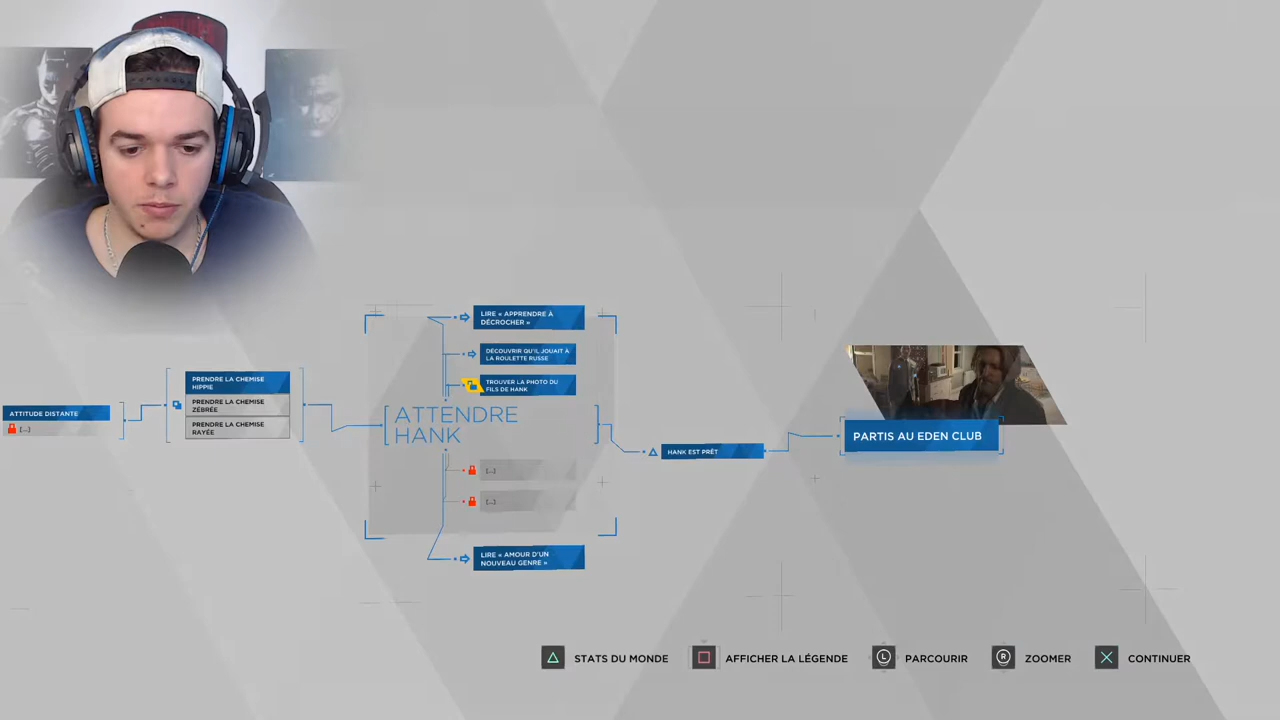 LIRE « APPRENDRE À
DÉCROCHER »
DÉCOUVRIR QU'IL JOUAIT À
LA ROULETTE RUSSE
TROUVER LA PHOTO DU
FILS DE HANK
PRENDRE LA CHEMISE
HIPPIE
PRENDRE LA CHEMISE
ZÉBRÉE
PRENDRE LA CHEMISE
RAYÉE
ATTITUDE DISTANTE
[...]
ATTENDRE
HANK
HANK EST PRÊT
PARTIS AU EDEN CLUB
[...]
[...]
LIRE « AMOUR D'UN
NOUVEAU GENRE »
STATS DU MONDE
AFFICHER LA LÉGENDE
L
PARCOURIR
R
ZOOMER
CONTINUER